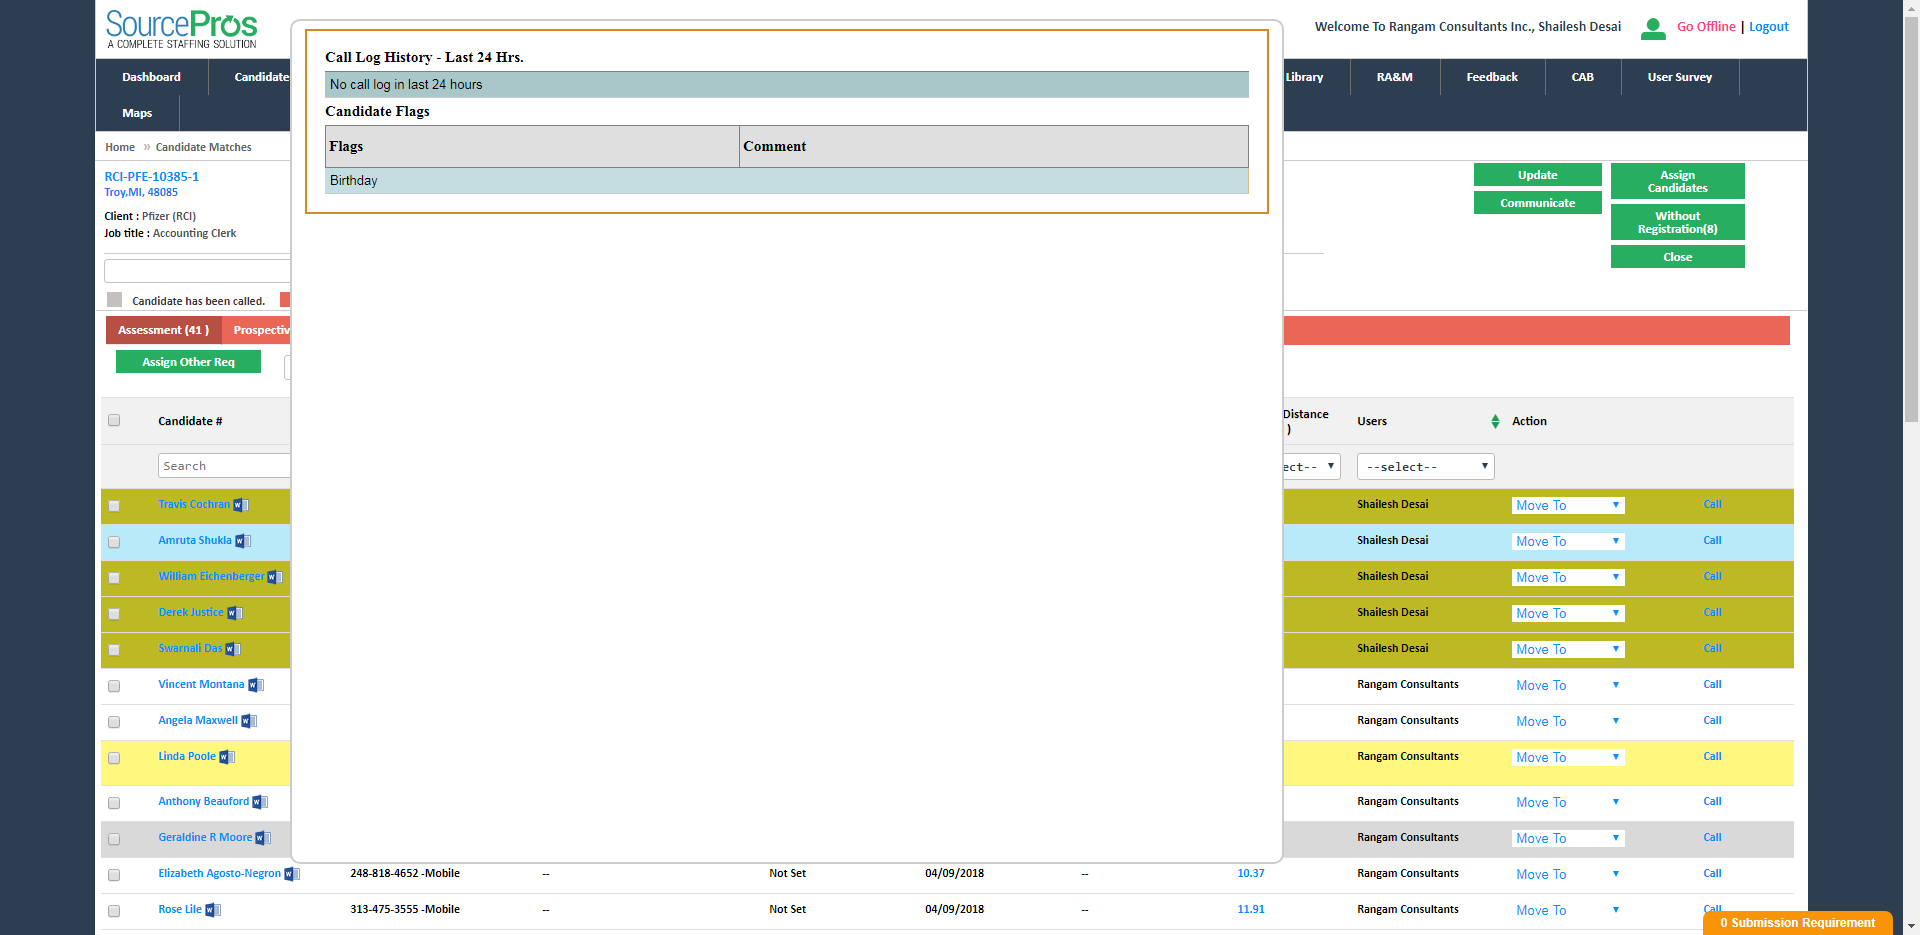 SourcePros
A COMPLETE STAFFING SOLUTION
Welcome To Rangam Consultants Inc., Shailesh Desai
Go Offline | Logout
Dashboard
Candidate
Library
RA&M
Feedback
CAB
User Survey
Maps
Home » Candidate Matches
Call Log History - Last 24 Hrs.
No call log in last 24 hours
Candidate Flags
Flags
Comment
Birthday
RCI-PFE-10385-1
Troy,MI, 48085
Client : Pfizer (RCI)
Job title : Accounting Clerk
Update
Communicate
Assign
Candidates
Without
Registration(8)
Close
Candidate has been called.
Assessment (41 )
Prospectiv
Assign Other Req
Candidate #
Distance
)
Users
Action
Search
ect--
--select--
Travis Cochran Shailesh Desai Move To Call
Amruta Shukla Shailesh Desai Move To Call
William Eichenberger Shailesh Desai Move To Call
Derek Justice Shailesh Desai Move To Call
Swarnali Das Shailesh Desai Move To Call
Vincent Montana Rangam Consultants Move To Call
Angela Maxwell Rangam Consultants Move To Call
Linda Poole Rangam Consultants Move To Call
Anthony Beauford Rangam Consultants Move To Call
Geraldine R Moore Rangam Consultants Move To Call
Elizabeth Agosto-Negron 248-818-4652 -Mobile -- Not Set 04/09/2018 -- 10.37 Rangam Consultants Move To Call
Rose Lile 313-475-3555 -Mobile -- Not Set 04/09/2018 -- 11.91 Rangam Consultants Move To Call
0 Submission Requirement